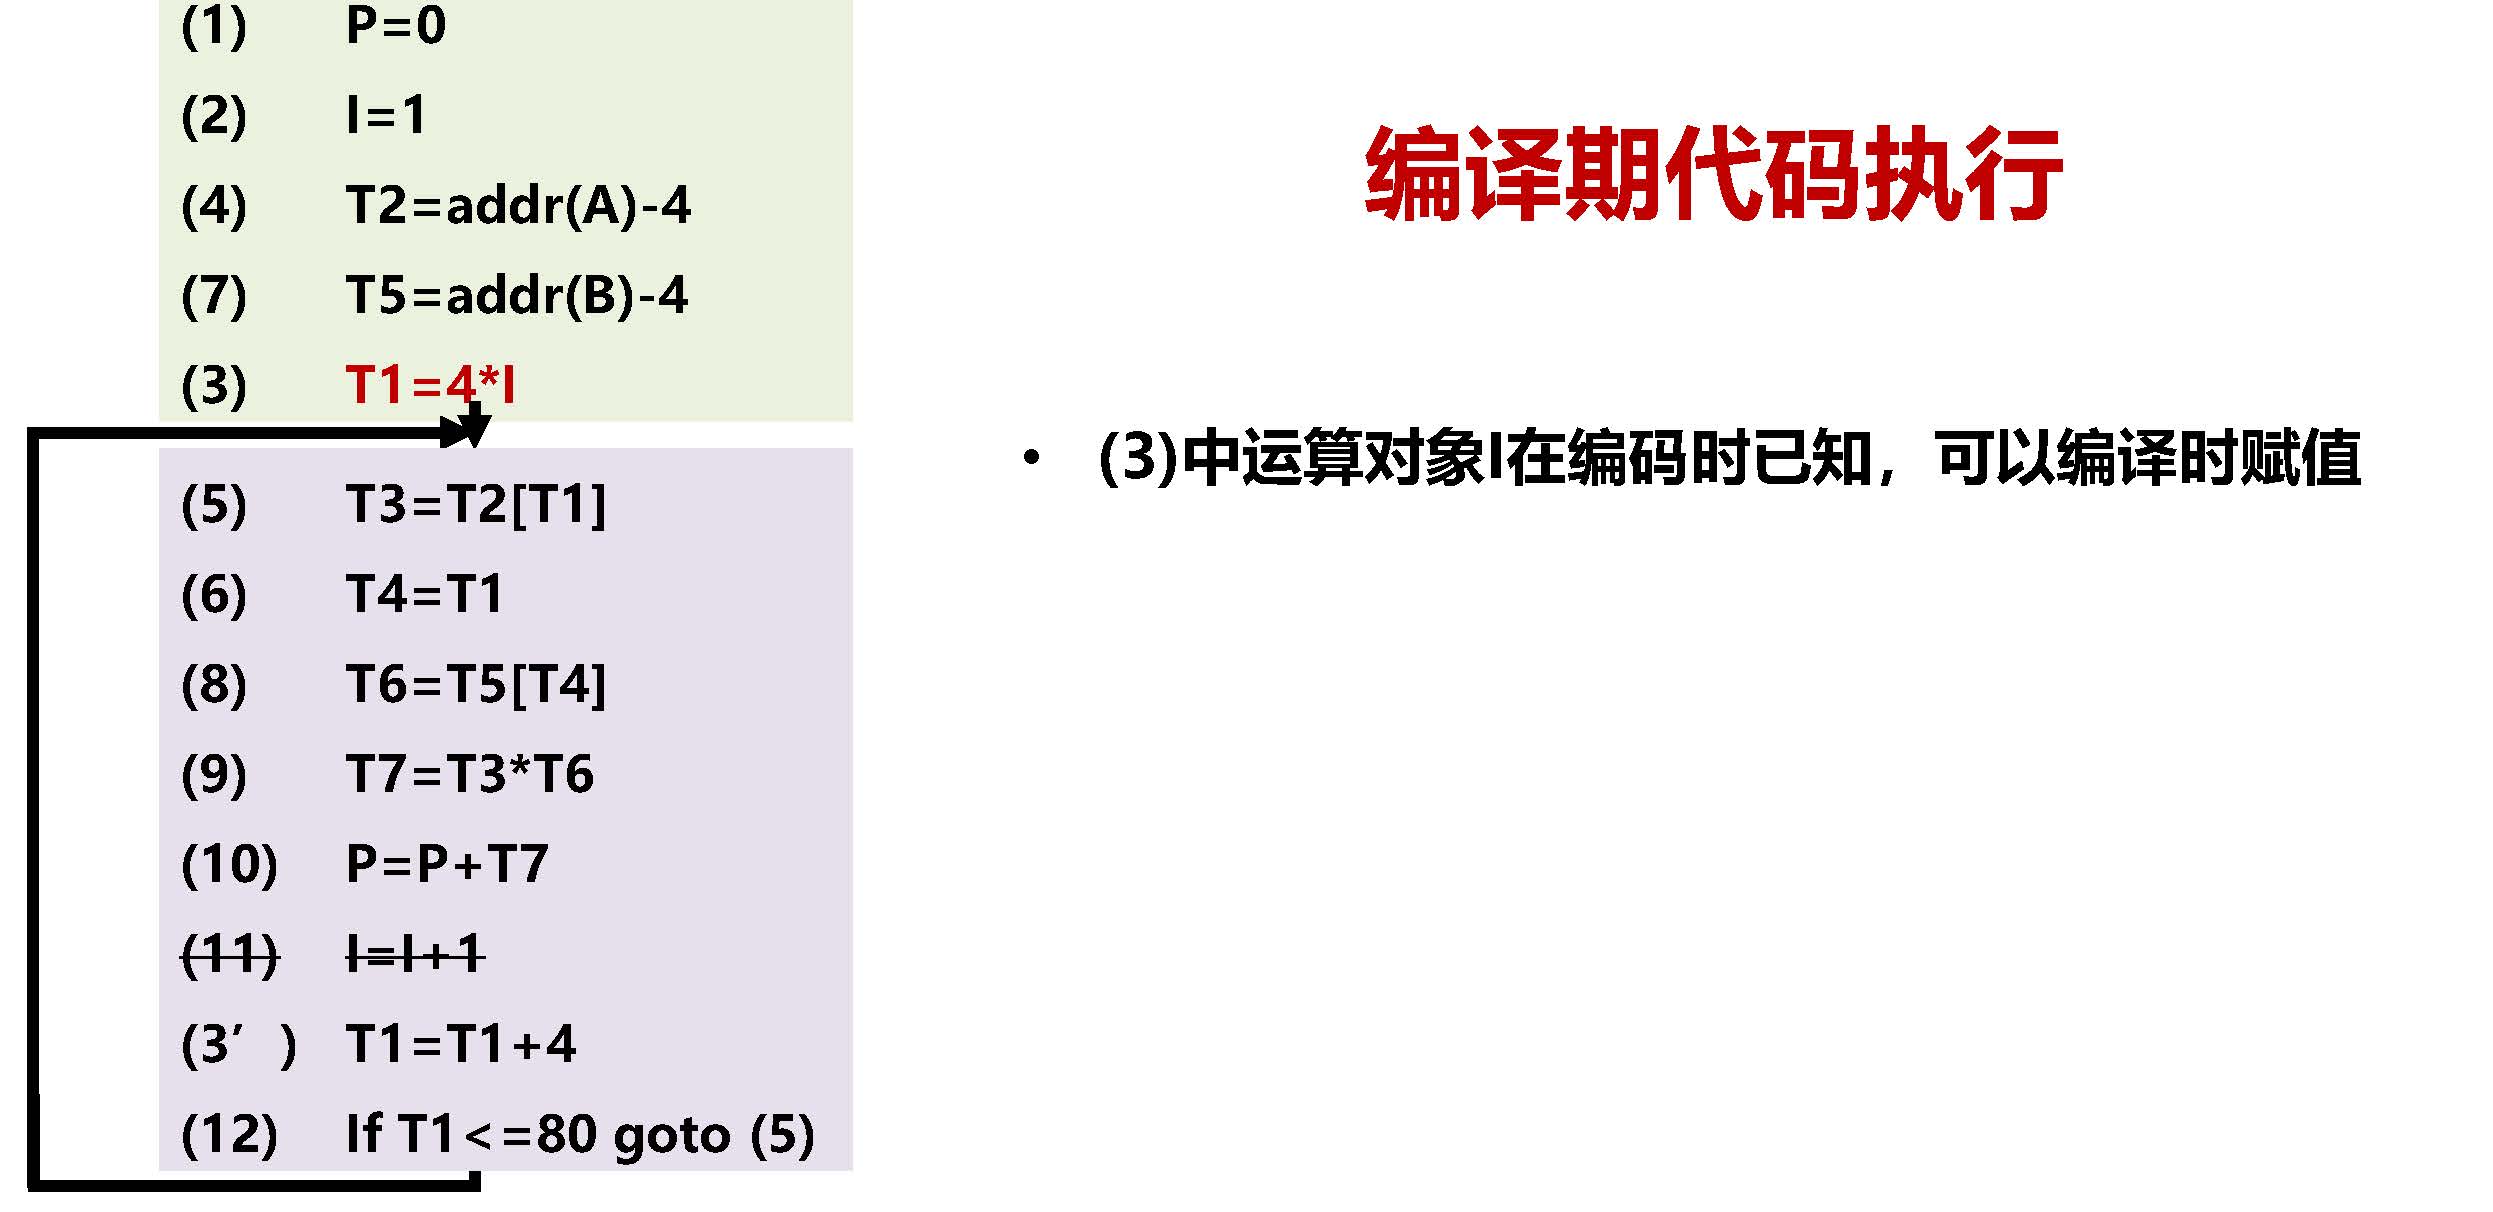 (1) P=0
(2) I=1
(4) T2=addr(A)-4
(7) T5=addr(B)-4
(3) T1=4*I
(5) T3=T2[T1]
(6) T4=T1
(8) T6=T5[T4]
(9) T7=T3*T6
(10) P=P+T7
(11) I=I+1
(3′) T1=T1+4
(12) If T1<=80 goto (5)
编译期代码执行
• (3)中运算对象I在编码时已知，可以编译时赋值